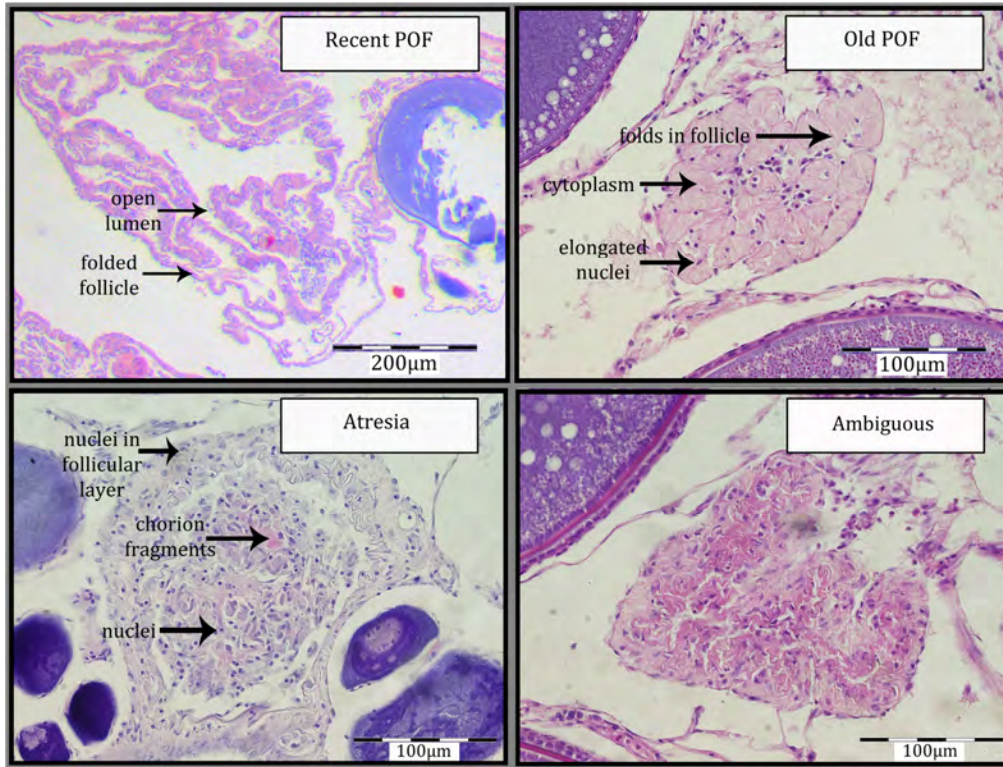 Recent POF
open
lumen
folded
follicle
200μm
Old POF
folds in follicle
cytoplasm
elongated
nuclei
100μm
Atresia
nuclei in
follicular
layer
chorion
fragments
nuclei
100μm
Ambiguous
100μm